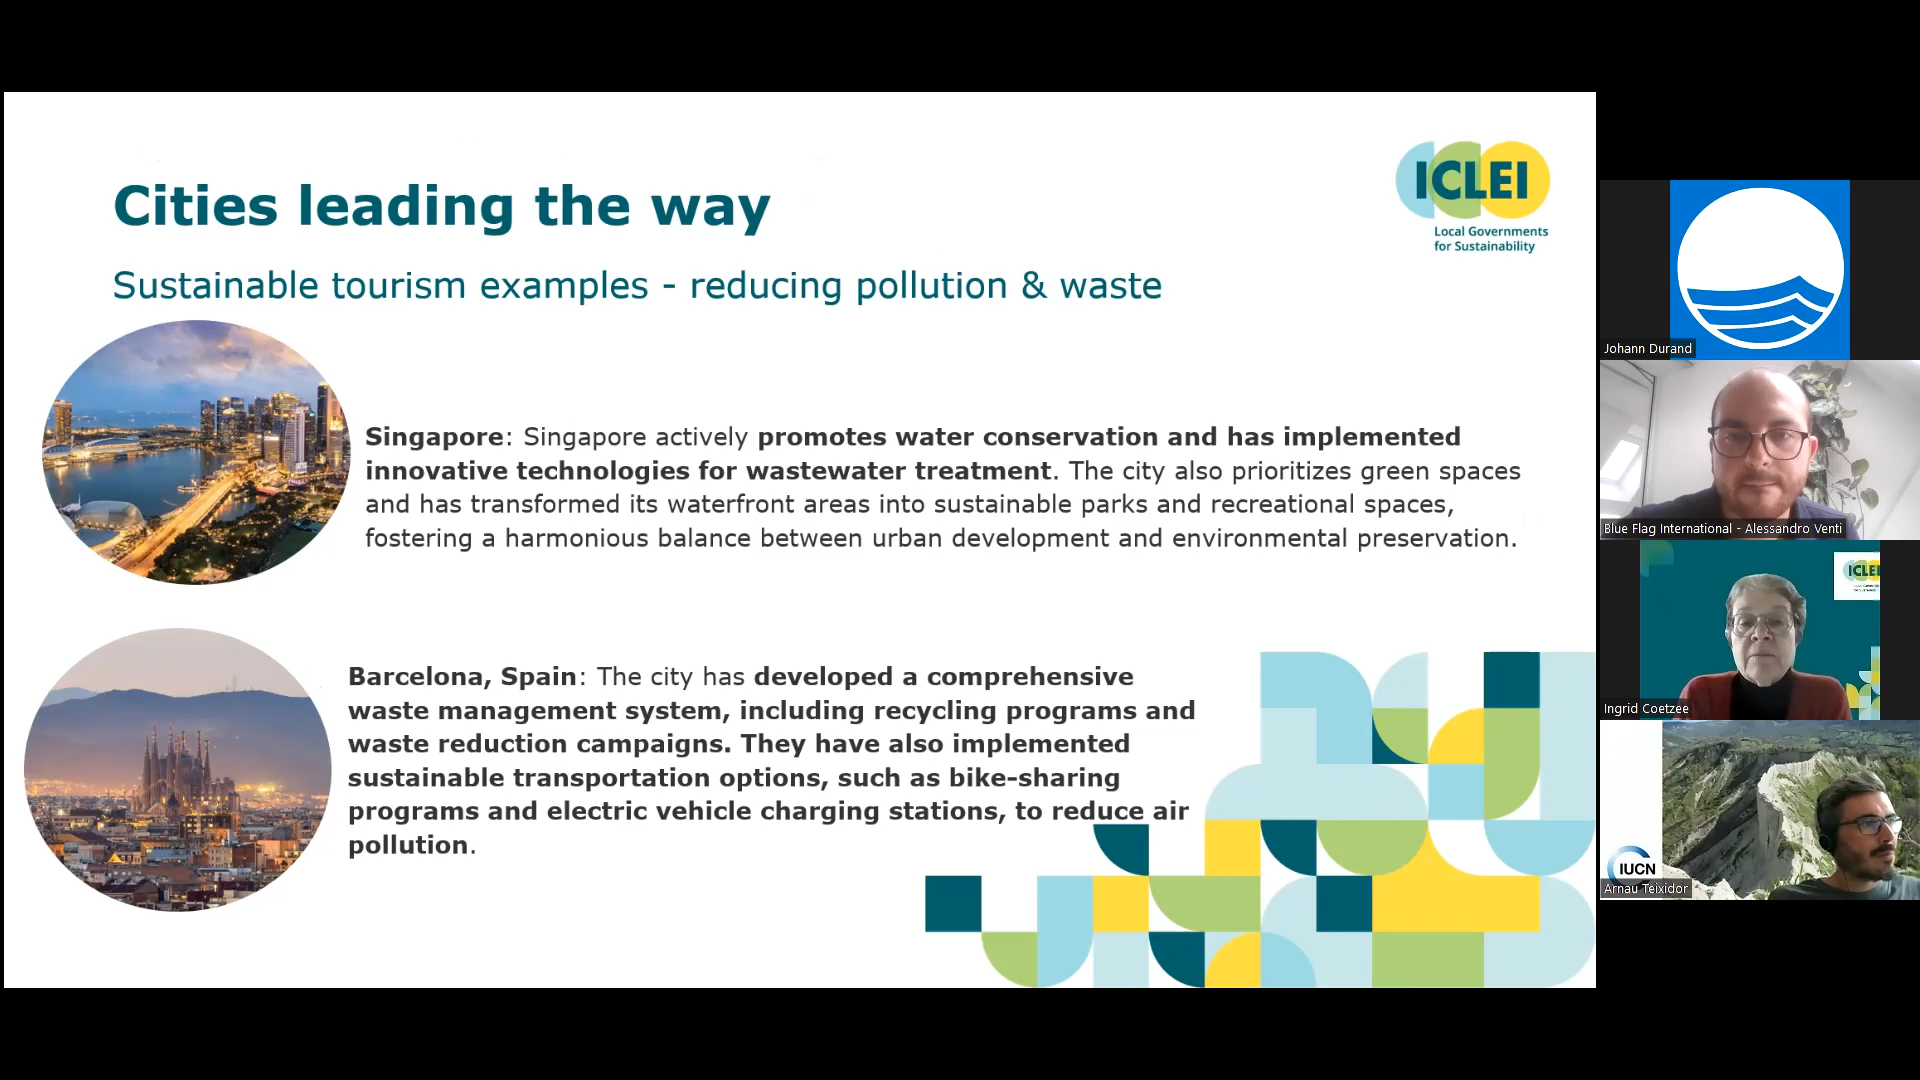 Cities leading the way
ICLEI
Local Governments
for Sustainability
Sustainable tourism examples - reducing pollution & waste
Singapore: Singapore actively promotes water conservation and has implemented
innovative technologies for wastewater treatment. The city also prioritizes green spaces
and has transformed its waterfront areas into sustainable parks and recreational spaces,
fostering a harmonious balance between urban development and environmental preservation.
Barcelona, Spain: The city has developed a comprehensive
waste management system, including recycling programs and
waste reduction campaigns. They have also implemented
sustainable transportation options, such as bike-sharing
programs and electric vehicle charging stations, to reduce air
pollution.
Johann Durand
Blue Flag International - Alessandro Venti
ICLEI
Ingrid Coetzee
IUCN
Arnau Teixidor